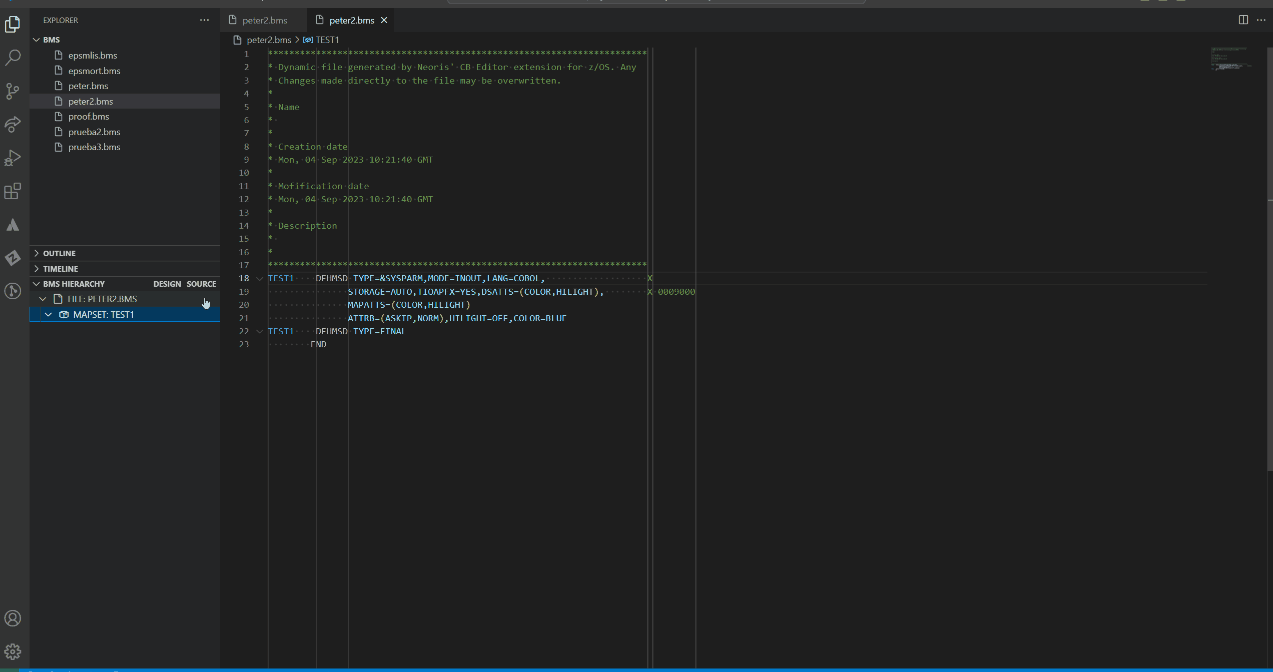 EXPLORER
BMS
epsmlis.bms
epsmort.bms
peter.bms
peter2.bms
proof.bms
prueba2.bms
prueba3.bms
OUTLINE
TIMELINE
BMS HIERARCHY DESIGN SOURCE
FILE: PETER2.BMS
MAPSET: TEST1
peter2.bms peter2.bms
peter2.bms > TEST1
1 ************************************************************************
2 * Dynamic file generated by Neoris' CB Editor extension for z/OS. Any
3 * Changes made directly to the file may be overwritten.
4 *
5 * Name
6 *
7 *
8 * Creation date
9 * Mon, 04 Sep 2023 10:21:40 GMT
10 *
11 * Mofification date
12 * Mon, 04 Sep 2023 10:21:40 GMT
13 *
14 * Description
15 *
16 *
17 ************************************************************************
18 TEST1 DFHMSD TYPE=&SYSPARM,MODE=INOUT,LANG=COBOL, X
19 STORAGE=AUTO,TIOAPFX=YES,DSATTS=(COLOR,HILIGHT), X 0009000
20 MAPATTS=(COLOR,HILIGHT)
21 ATTRB=(ASKIP,NORM),HILIGHT=OFF,COLOR=BLUE
22 TEST1 DFHMSD TYPE=FINAL
23 END